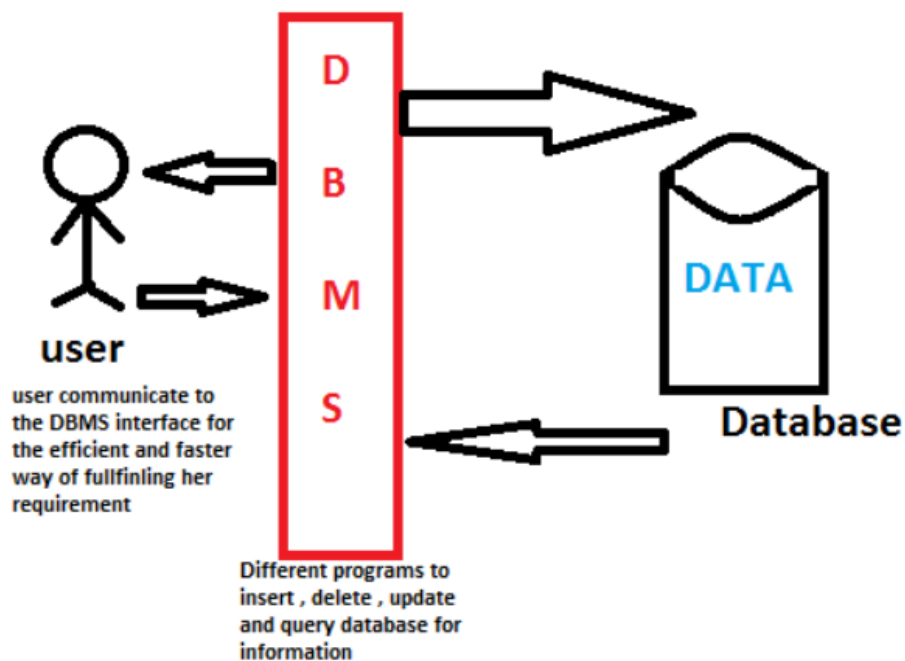 D
B
M
S
DATA
user
Database
user communicate to
the DBMS interface for
the efficient and faster
way of fullfinling her
requirement
Different programs to
insert , delete , update
and query database for
information